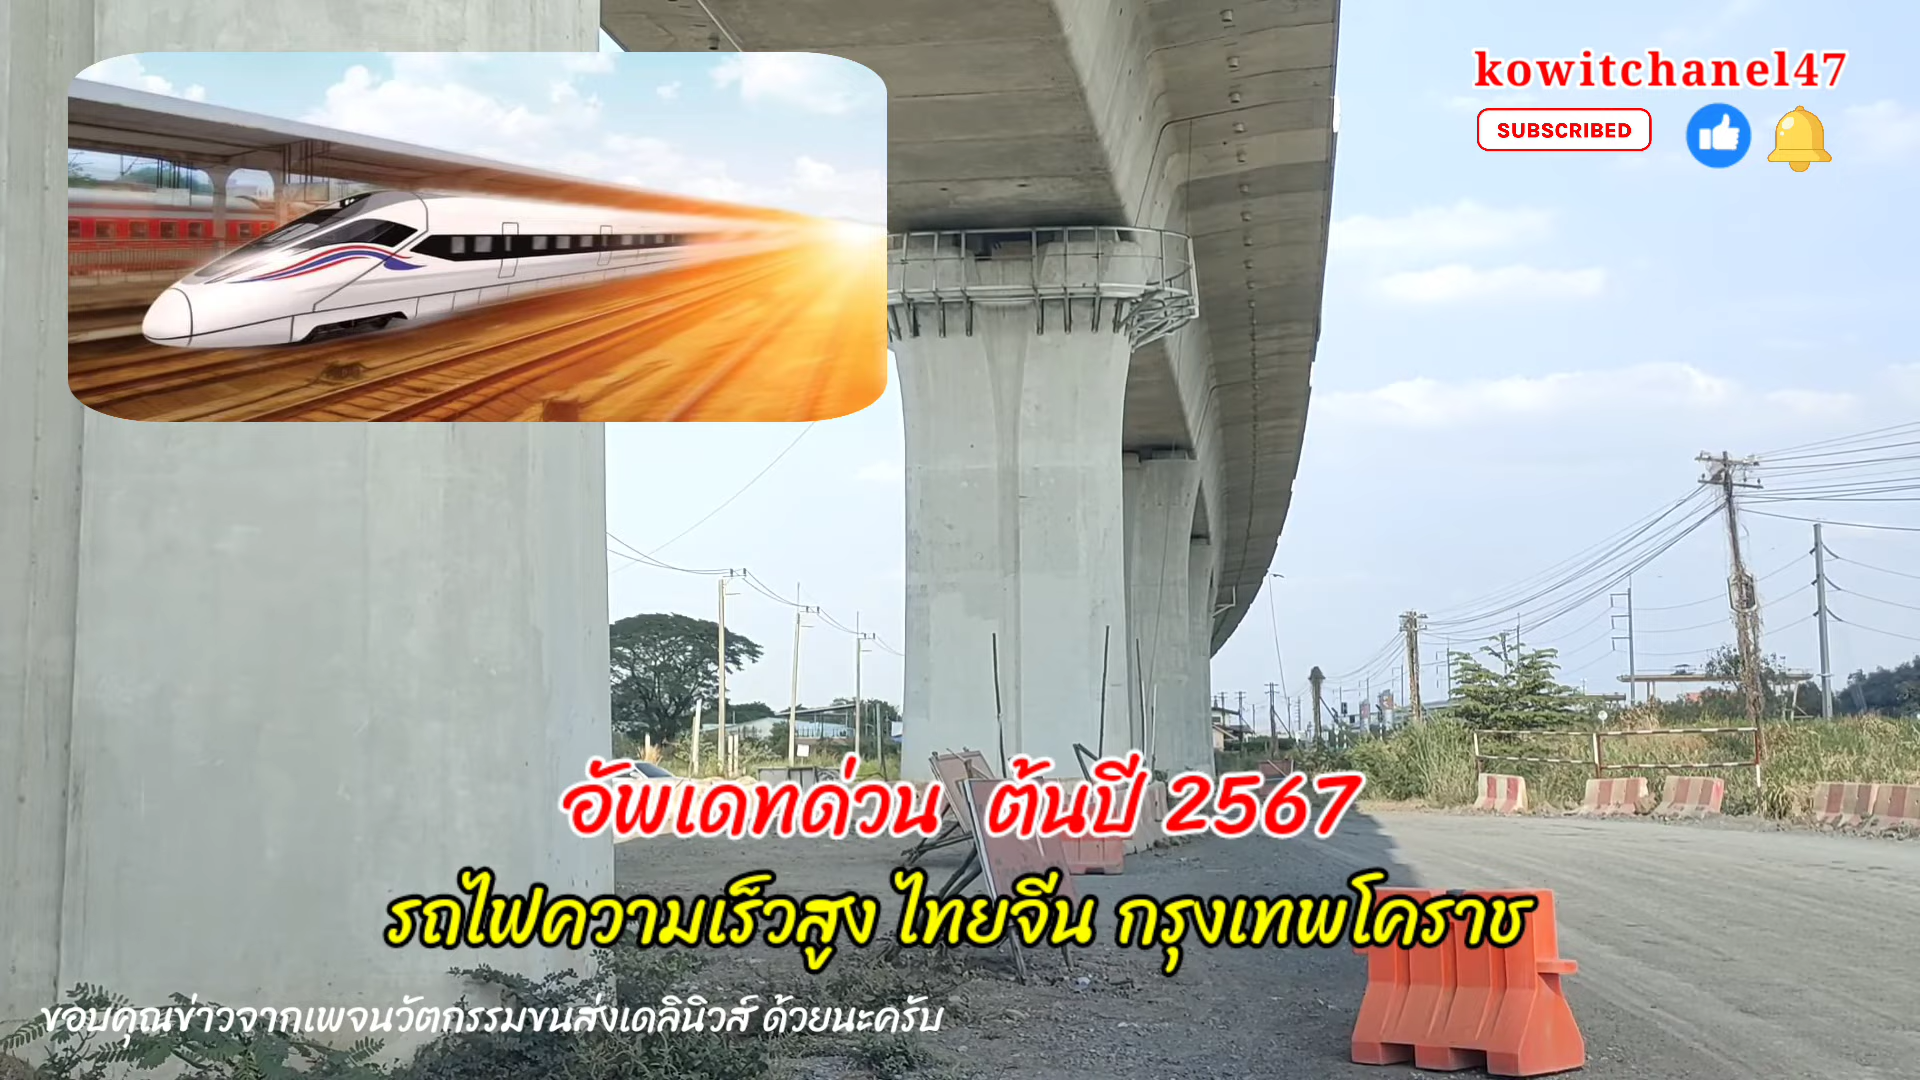 kowitchanel47
SUBSCRIBED
อัพเดทด่วน ต้นปี 2567
รถไฟความเร็วสูง ไทยจีน กรุงเทพโคราช
ขอบคุณข่าวจากเพจนวัตกรรมขนส่งเดลินิวส์ ด้วยนะครับ